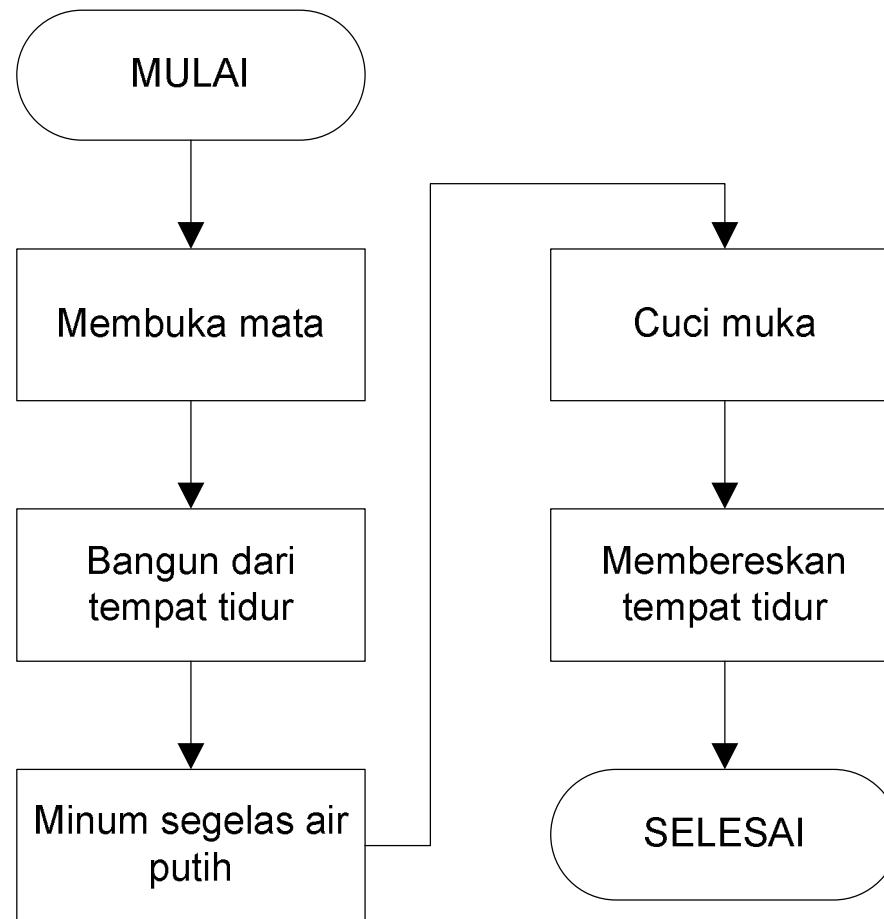 MULAI
Membuka mata
Bangun dari
tempat tidur
Minum segelas air
putih
Cuci muka
Membereskan
tempat tidur
SELESAI